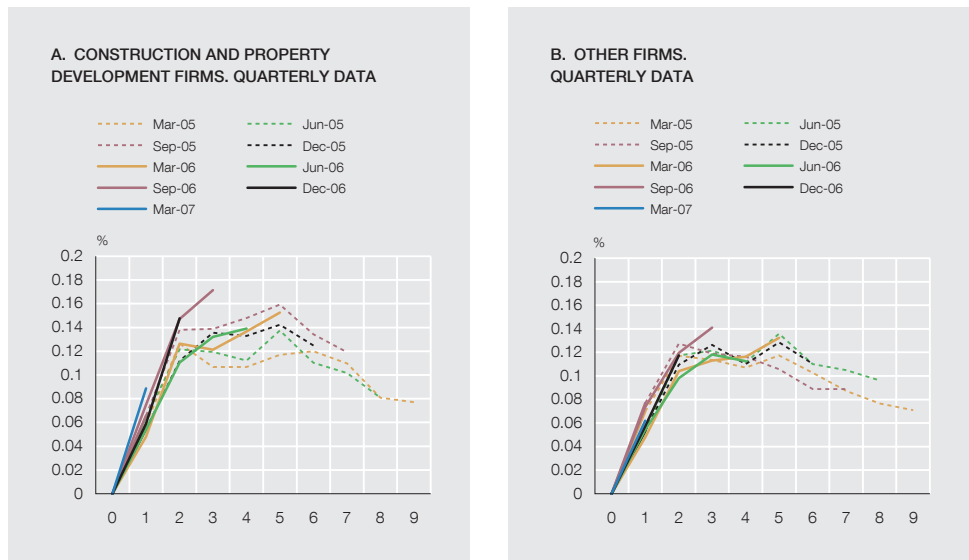 A. CONSTRUCTION AND PROPERTY
DEVELOPMENT FIRMS. QUARTERLY DATA
Mar-05 Jun-05
Sep-05 Dec-05
Mar-06 Jun-06
Sep-06 Dec-06
Mar-07
%
0.2
0.18
0.16
0.14
0.12
0.1
0.08
0.06
0.04
0.02
0
0 1 2 3 4 5 6 7 8 9
B. OTHER FIRMS.
QUARTERLY DATA
Mar-05 Jun-05
Sep-05 Dec-05
Mar-06 Jun-06
Sep-06 Dec-06
Mar-07
%
0.2
0.18
0.16
0.14
0.12
0.1
0.08
0.06
0.04
0.02
0
0 1 2 3 4 5 6 7 8 9